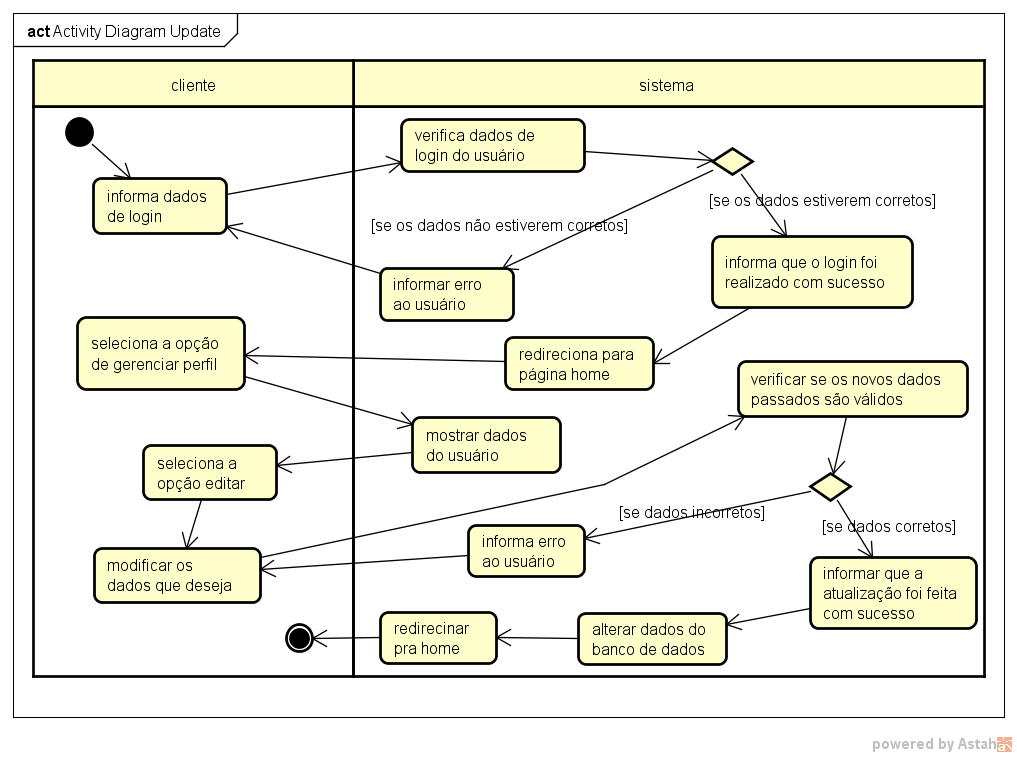 act Activity Diagram Update
cliente
sistema
verifica dados de
login do usuário
informa dados
de login
[se os dados estiverem corretos]
[se os dados não estiverem corretos]
informa que o login foi
realizado com sucesso
informar erro
ao usuário
seleciona a opção
de gerenciar perfil
redireciona para
página home
verificar se os novos dados
passados são válidos
mostrar dados
do usuário
seleciona a
opção editar
[se dados incorretos]
[se dados corretos]
informa erro
ao usuário
modificar os
dados que deseja
informar que a
atualização foi feita
com sucesso
redirecinar
pra home
alterar dados do
banco de dados
powered by Astah